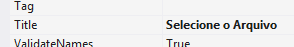 Tag
Title Selecione o Arquivo
ValidateNames True